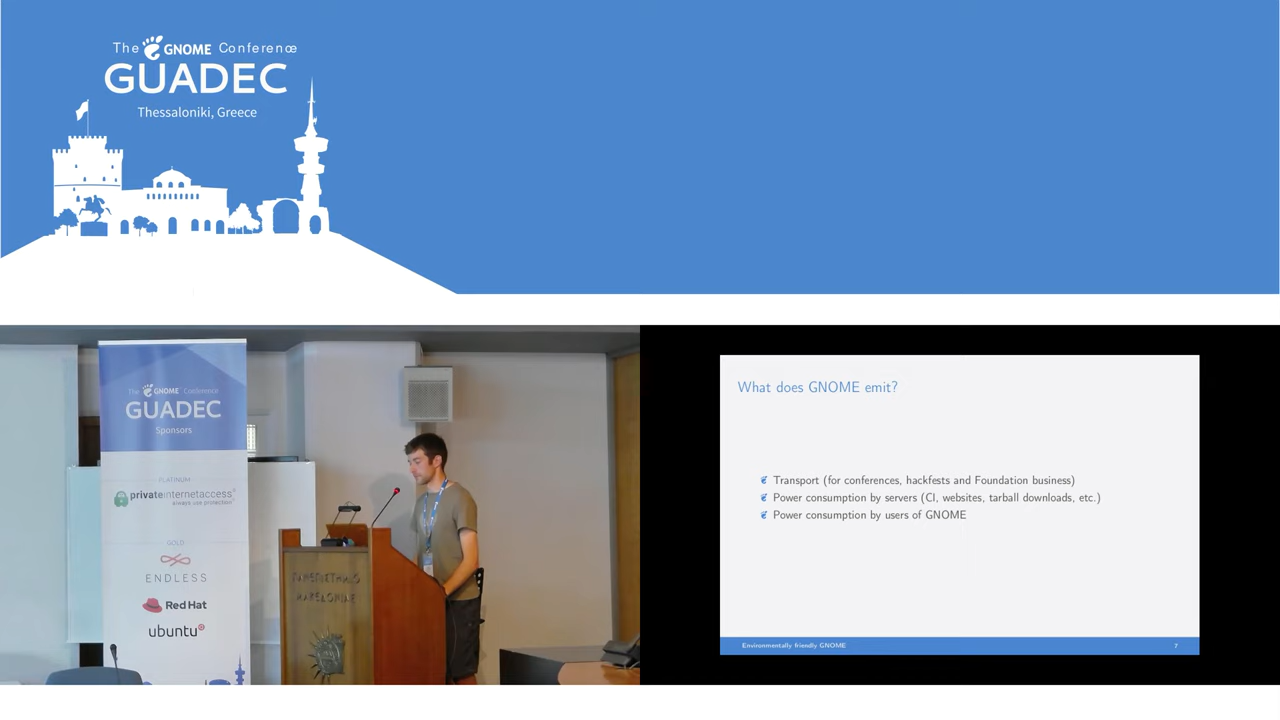 The GNOME Conference
GUADEC
Thessaloniki, Greece
The GNOME Conference
GUADEC
Sponsors
PLATINUM
privateinternetaccess®
always use protection
GOLD
ENDLESS
Red Hat
ubuntu
ΠΑΝΕΠΙΣΤΗΜΙΟ
ΜΑΚΕΔΟΝΙΑΣ
What does GNOME emit?
Transport (for conferences, hackfests and Foundation business)
Power consumption by servers (CI, websites, tarball downloads, etc.)
Power consumption by users of GNOME
Environmentally friendly GNOME
7